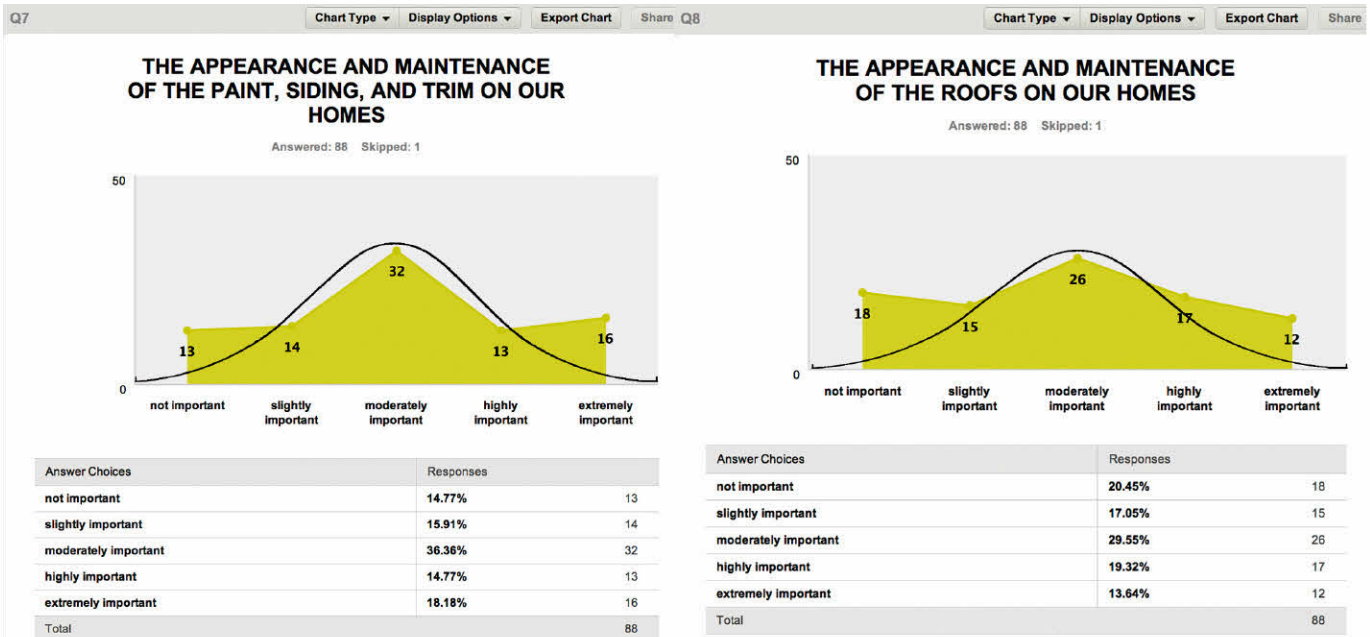 Q7
Chart Type
Display Options
Export Chart
Share
THE APPEARANCE AND MAINTENANCE
OF THE PAINT, SIDING, AND TRIM ON OUR
HOMES
Answered: 88 Skipped: 1
50
32
13
14
13
16
0
not important
slightly
important
moderately
important
highly
important
extremely
important
Answer Choices Responses
not important 14.77% 13
slightly important 15.91% 14
moderately important 36.36% 32
highly important 14.77% 13
extremely important 18.18% 16
Total 88
Q8
Chart Type
Display Options
Export Chart
Share
THE APPEARANCE AND MAINTENANCE
OF THE ROOFS ON OUR HOMES
Answered: 88 Skipped: 1
50
26
18
15
17
12
0
not important
slightly
important
moderately
important
highly
important
extremely
important
Answer Choices Responses
not important 20.45% 18
slightly important 17.05% 15
moderately important 29.55% 26
highly important 19.32% 17
extremely important 13.64% 12
Total 88